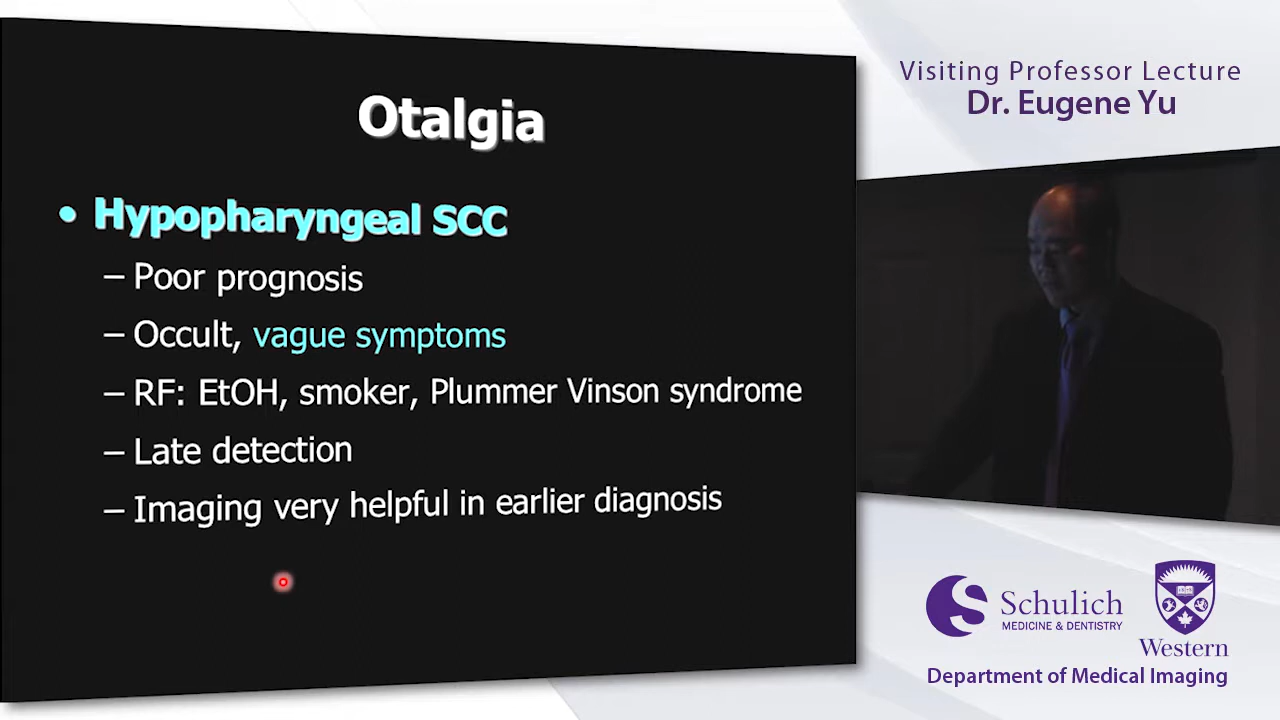 Otalgia
• Hypopharyngeal SCC
– Poor prognosis
– Occult, vague symptoms
– RF: EtOH, smoker, Plummer Vinson syndrome
– Late detection
– Imaging very helpful in earlier diagnosis
Visiting Professor Lecture
Dr. Eugene Yu
Schulich
MEDICINE & DENTISTRY
Western
Department of Medical Imaging